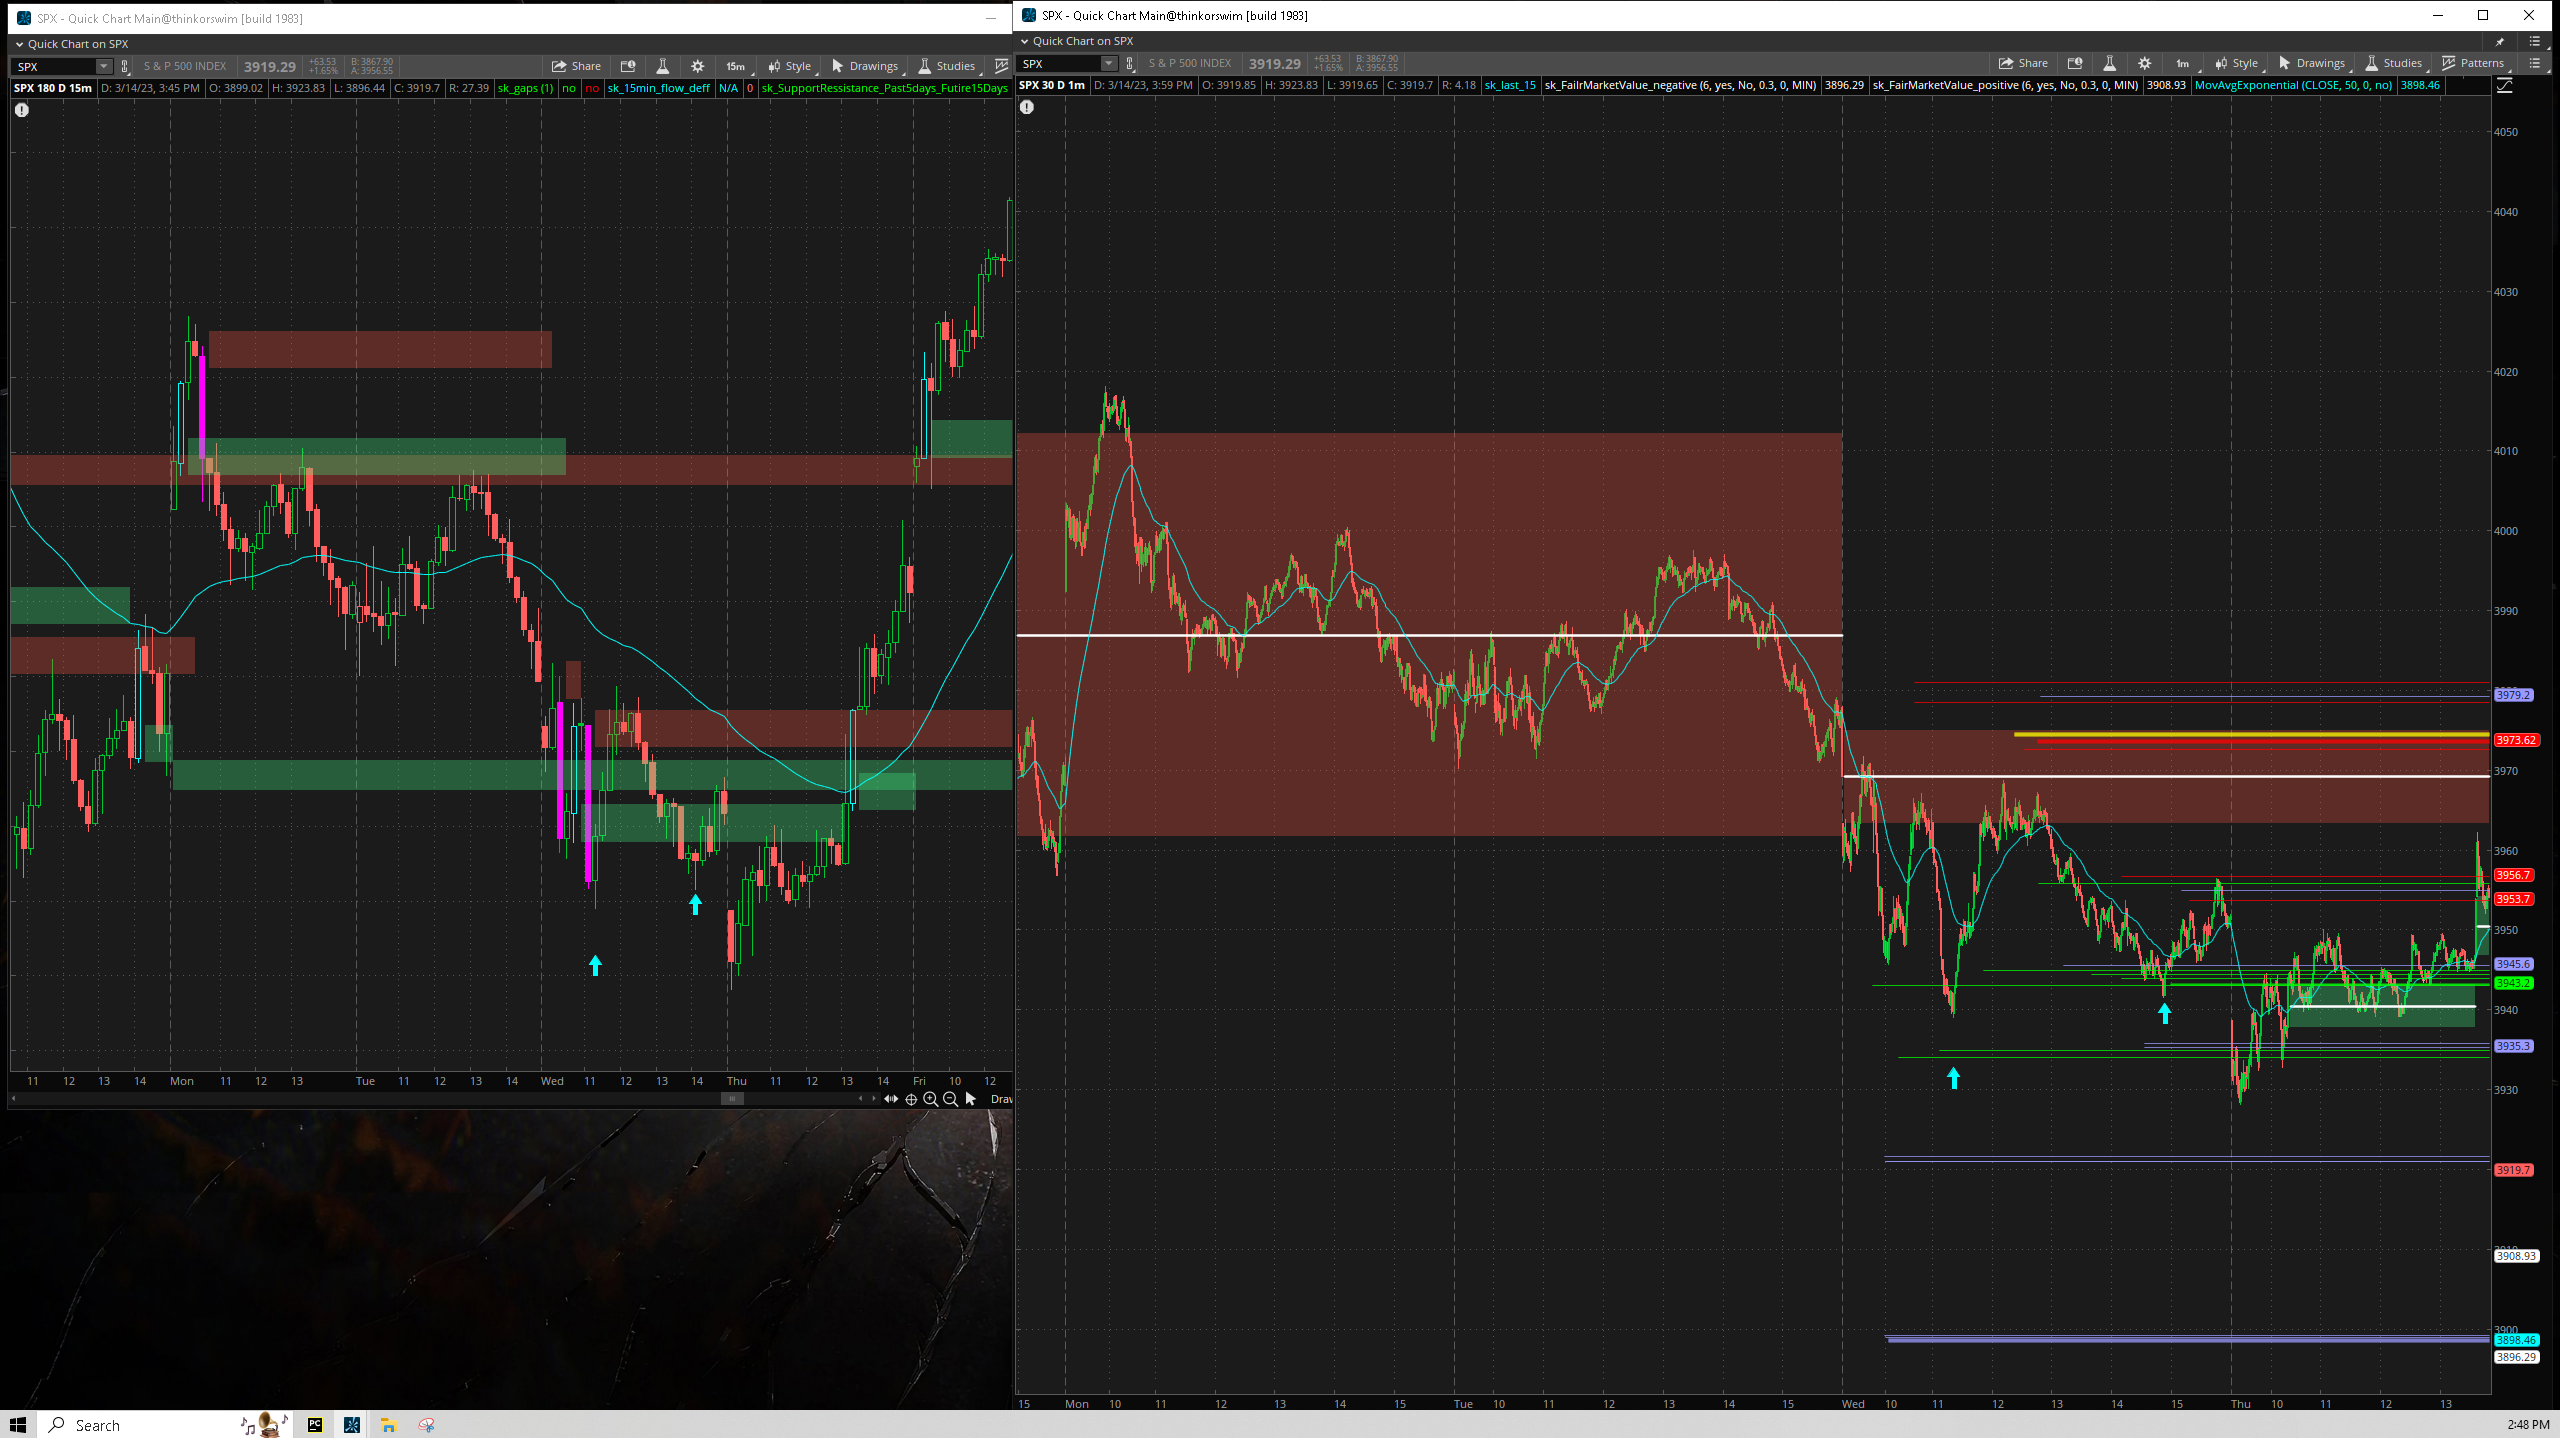 SPX - Quick Chart Main@thinkorswim [build 1983]
Quick Chart on SPX
SPX S & P 500 INDEX 3919.29 +63.53 +1.65% B: 3867.90 A: 3956.55 Share 15m Style Drawings Studies
SPX 180 D 15m D: 3/14/23, 3:45 PM O: 3899.02 H: 3923.83 L: 3896.44 C: 3919.7 R: 27.39 sk_gaps (1) no no sk_15min_flow_deff N/A 0 sk_SupportRessistance_Past5days_Futire15Days
11 12 13 14 Mon 11 12 13 Tue 11 12 13 14 Wed 11 12 13 14 Thu 11 12 13 14 Fri 10 12
Draw
SPX - Quick Chart Main@thinkorswim [build 1983]
Quick Chart on SPX
SPX S & P 500 INDEX 3919.29 +63.53 +1.65% B: 3867.90 A: 3956.55 Share 1m Style Drawings Studies Patterns
SPX 30 D 1m D: 3/14/23, 3:59 PM O: 3919.85 H: 3923.83 L: 3919.65 C: 3919.7 R: 4.18 sk_last_15 sk_FailrMarketValue_negative (6, yes, No, 0.3, 0, MIN) 3896.29 sk_FairMarketValue_positive (6, yes, No, 0.3, 0, MIN) 3908.93 MovAvgExponential (CLOSE, 50, 0, no) 3898.46
4050
4040
4030
4020
4010
4000
3990
3979.2
3973.62
3970
3960
3956.7
3953.7
3950
3945.6
3943.2
3940
3935.3
3930
3919.7
3908.93
3900
3898.46
3896.29
15 Mon 10 11 12 13 14 15 Tue 10 11 12 13 14 15 Wed 10 11 12 13 14 15 Thu 10 11 12 13
Search
PC
2:48 PM